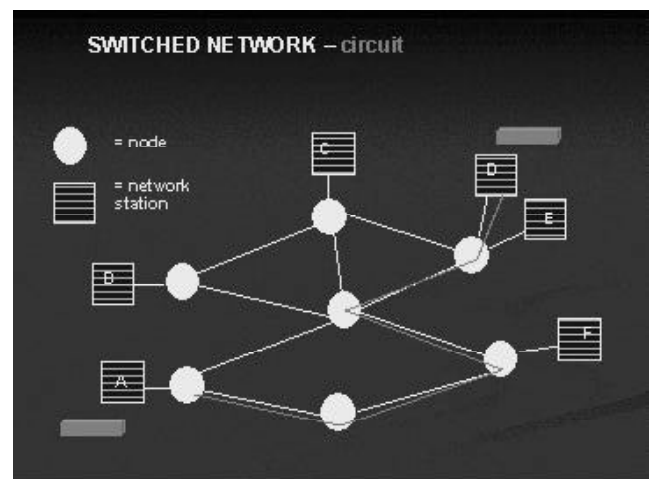 SWITCHED NETWORK – circuit
= node
= network
station
C
D
E
B
F
A